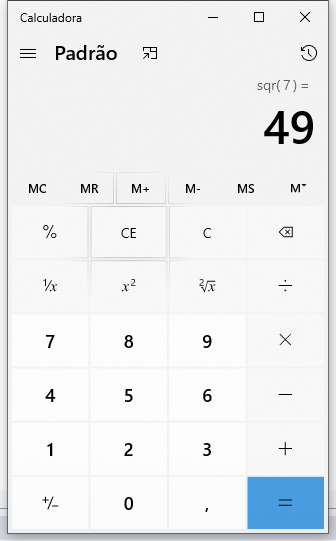 Calculadora
Padrão
sqr( 7 ) =
49
MC MR M+ M- MS M˅
% CE C
⅟x x² ²√x ÷
7 8 9 ×
4 5 6 −
1 2 3 +
+/− 0 , =